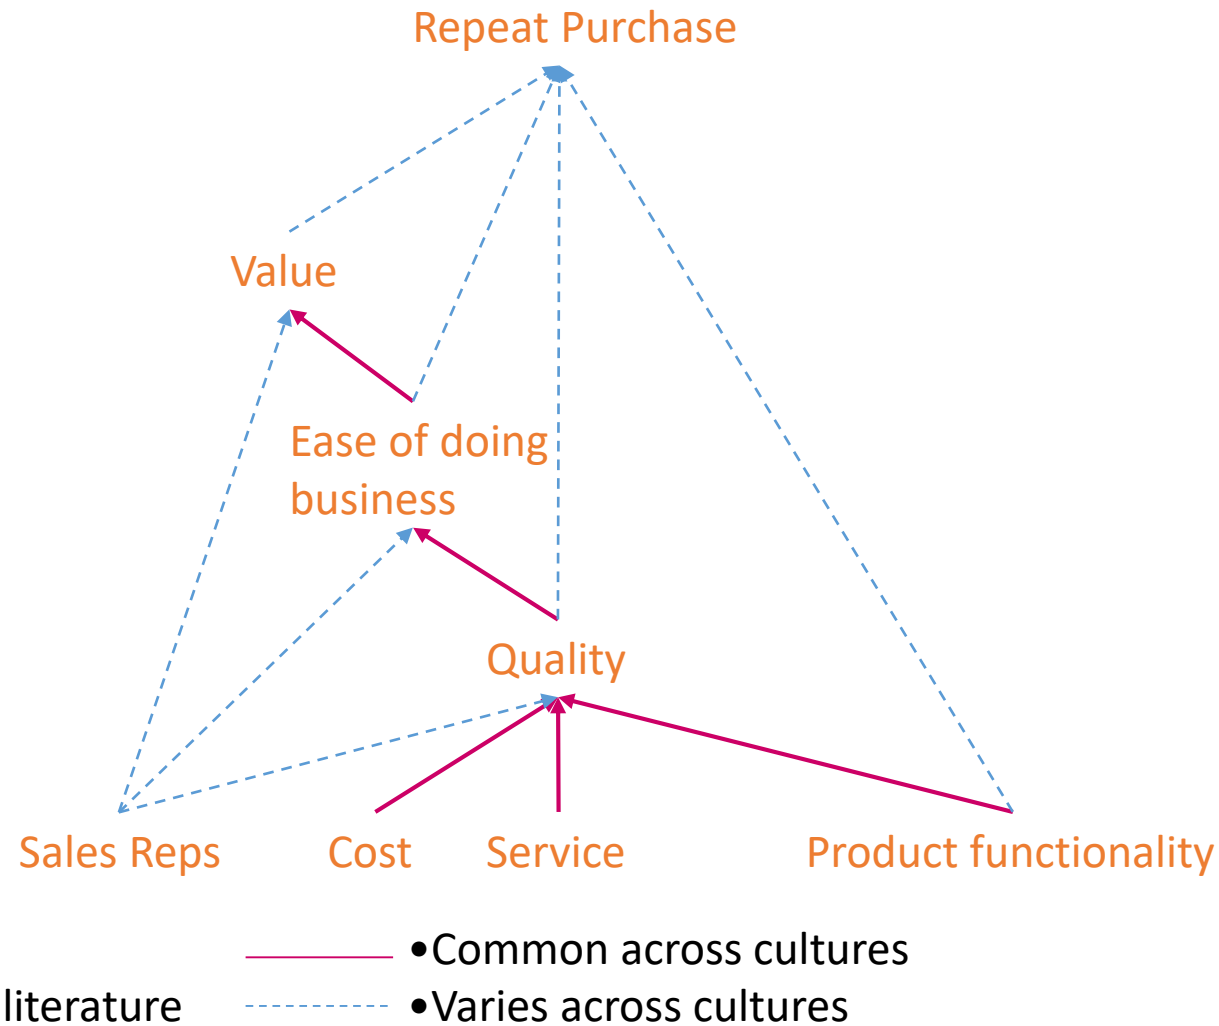 Repeat Purchase
Value
Ease of doing
business
Quality
Sales Reps
Cost
Service
Product functionality
•Common across cultures
literature
•Varies across cultures